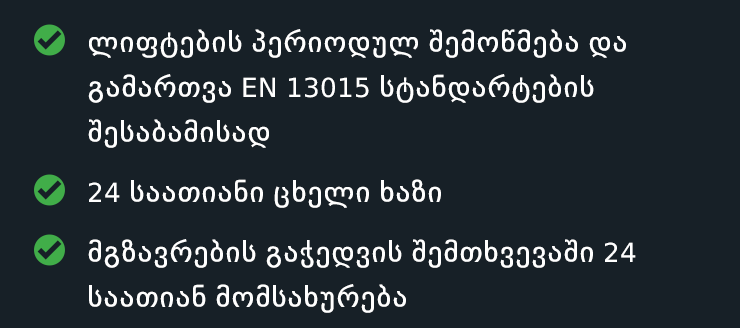 ლიფტების პერიოდულ შემოწმება და
გამართვა EN 13015 სტანდარტების
შესაბამისად
24 საათიანი ცხელი ხაზი
მგზავრების გაჭედვის შემთხვევაში 24
საათიან მომსახურება